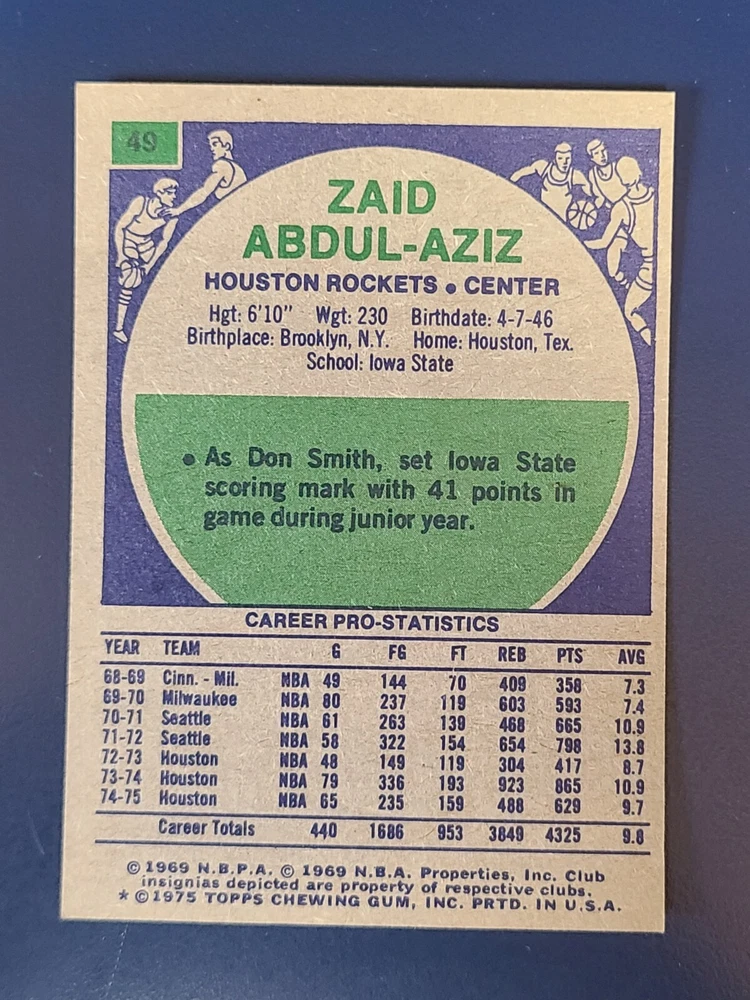 49
ZAID
ABDUL-AZIZ
HOUSTON ROCKETS • CENTER
Hgt: 6'10" Wgt: 230 Birthdate: 4-7-46
Birthplace: Brooklyn, N.Y. Home: Houston, Tex.
School: Iowa State
• As Don Smith, set Iowa State
scoring mark with 41 points in
game during junior year.
CAREER PRO-STATISTICS
YEAR TEAM G FG FT REB PTS AVG
68-69 Cinn. - Mil. NBA 49 144 70 409 358 7.3
69-70 Milwaukee NBA 80 237 119 603 593 7.4
70-71 Seattle NBA 61 263 139 468 665 10.9
71-72 Seattle NBA 58 322 154 654 798 13.8
72-73 Houston NBA 48 149 119 304 417 8.7
73-74 Houston NBA 79 336 193 923 865 10.9
74-75 Houston NBA 65 235 159 488 629 9.7
Career Totals 440 1686 953 3849 4325 9.8
© 1969 N.B.P.A. © 1969 N.B.A. Properties, Inc. Club
insignias depicted are property of respective clubs.
* © 1975 TOPPS CHEWING GUM, INC. PRTD. IN U.S.A.